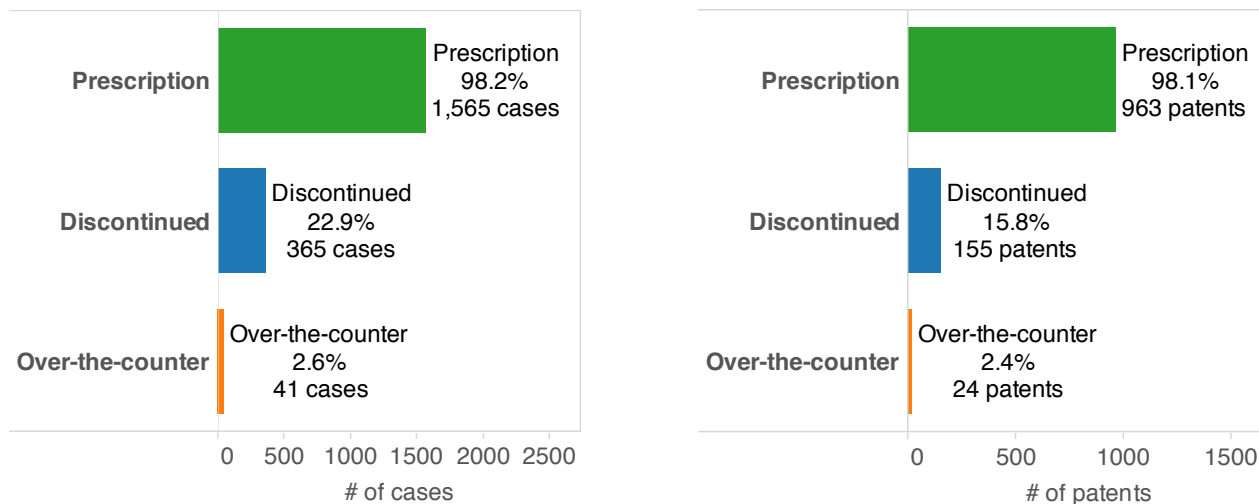 Prescription
Prescription
98.2%
1,565 cases
Discontinued
Discontinued
22.9%
365 cases
Over-the-counter
Over-the-counter
2.6%
41 cases
0 500 1000 1500 2000 2500
# of cases
Prescription
Prescription
98.1%
963 patents
Discontinued
Discontinued
15.8%
155 patents
Over-the-counter
Over-the-counter
2.4%
24 patents
0 500 1000 1500
# of patents